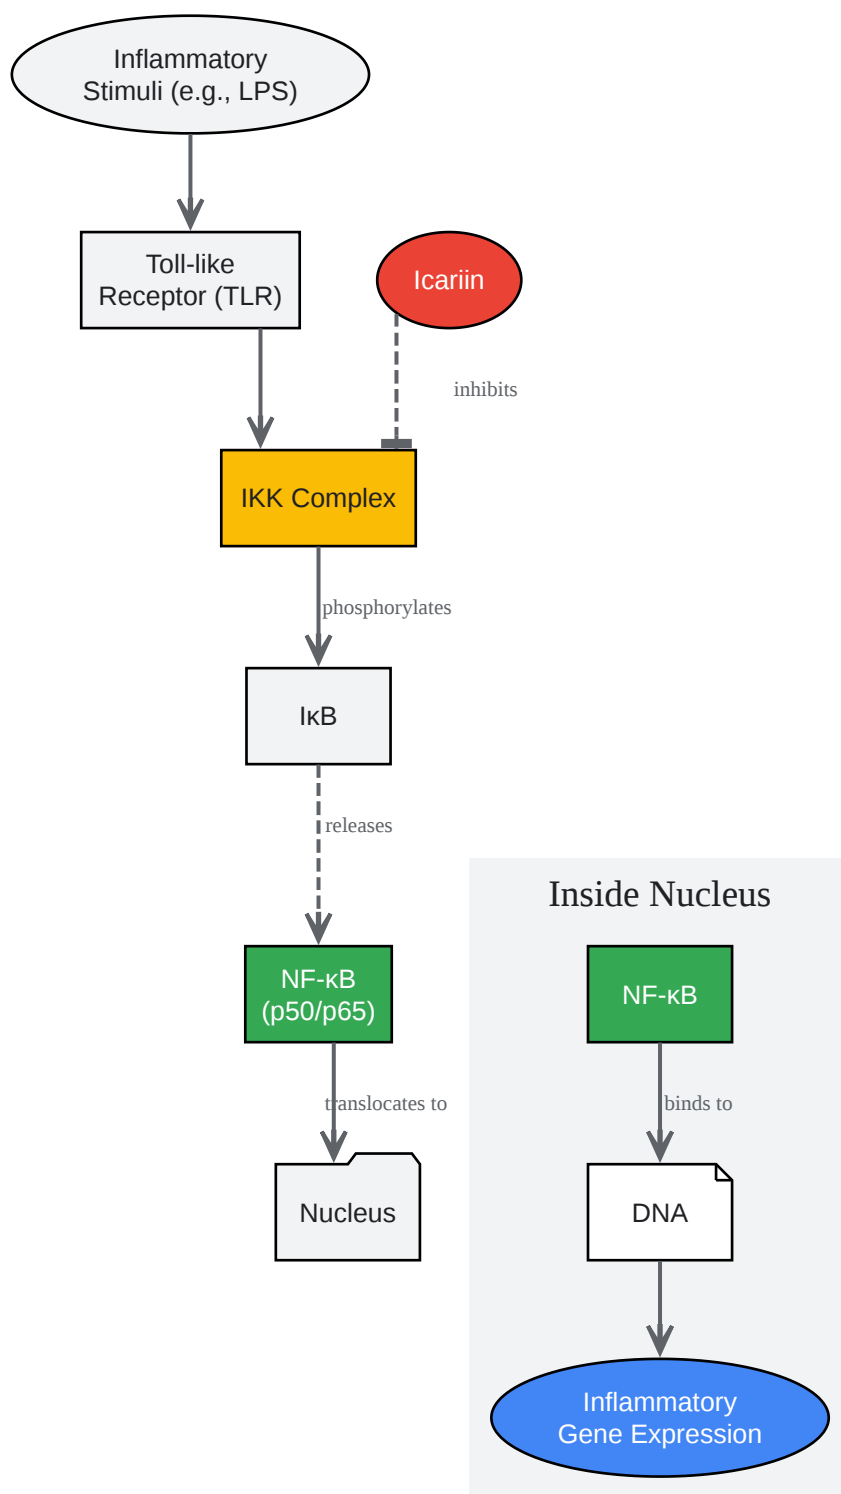 Inflammatory
Stimuli (e.g., LPS)
Toll-like
Receptor (TLR)
Icariin
inhibits
IKK Complex
phosphorylates
IκB
releases
Inside Nucleus
NF-κB
(p50/p65)
NF-κB
translocates to
binds to
Nucleus
DNA
Inflammatory
Gene Expression